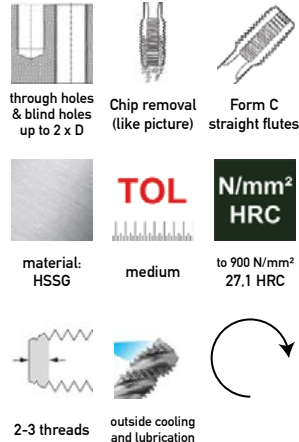 through holes
& blind holes
up to 2 x D
Chip removal
(like picture)
Form C
straight flutes
TOL
N/mm²
HRC
material:
HSSG
medium
to 900 N/mm²
27,1 HRC
2-3 threads
outside cooling
and lubrication